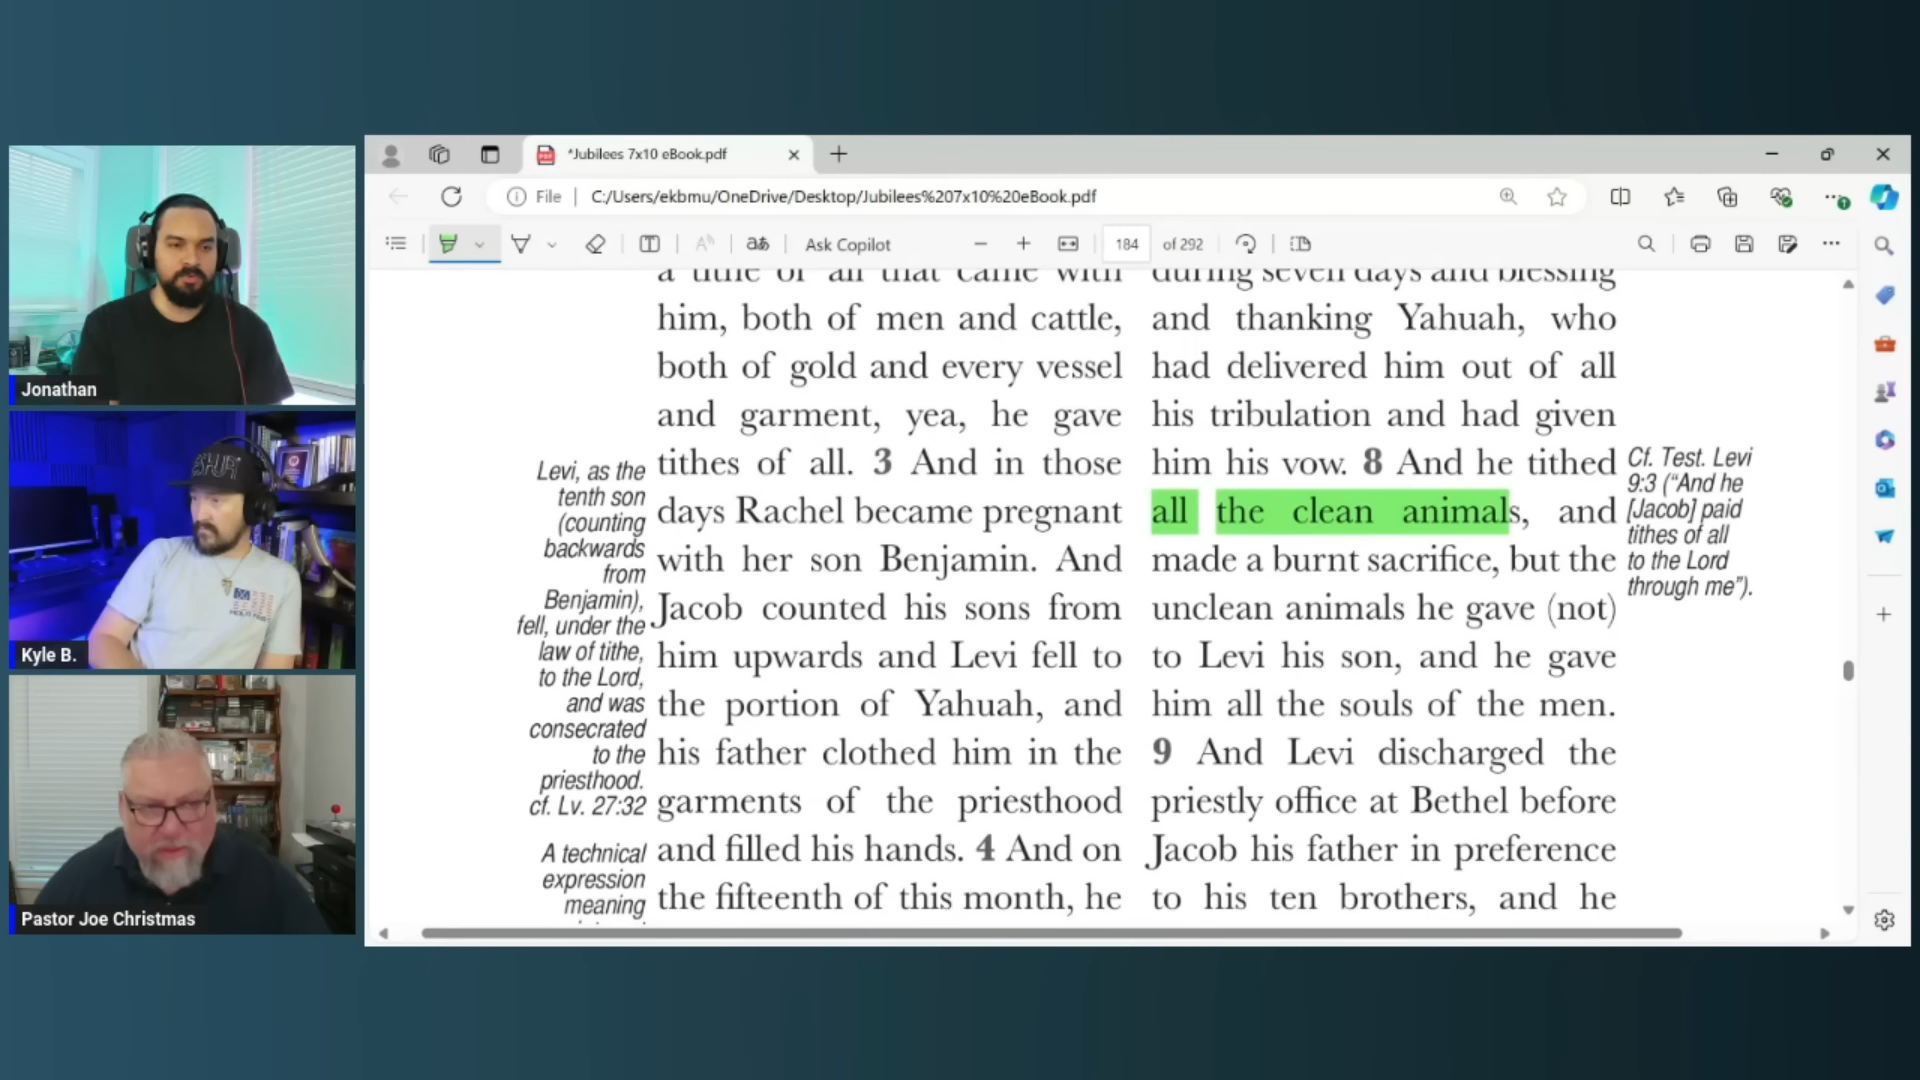 *Jubilees 7x10 eBook.pdf
File
C:/Users/ekbmu/OneDrive/Desktop/Jubilees%207x10%20eBook.pdf
Ask Copilot
184 of 292
a tithe of all that came with
him, both of men and cattle,
both of gold and every vessel
and garment, yea, he gave
tithes of all. 3 And in those
days Rachel became pregnant
with her son Benjamin. And
Jacob counted his sons from
him upwards and Levi fell to
the portion of Yahuah, and
his father clothed him in the
garments of the priesthood
and filled his hands. 4 And on
the fifteenth of this month, he
Levi, as the
tenth son
(counting
backwards
from
Benjamin),
fell, under the
law of tithe,
to the Lord,
and was
consecrated
to the
priesthood.
cf. Lv. 27:32
A technical
expression
meaning
during seven days and blessing
and thanking Yahuah, who
had delivered him out of all
his tribulation and had given
him his vow. 8 And he tithed
all the clean animals, and
made a burnt sacrifice, but the
unclean animals he gave (not)
to Levi his son, and he gave
him all the souls of the men.
9 And Levi discharged the
priestly office at Bethel before
Jacob his father in preference
to his ten brothers, and he
Cf. Test. Levi
9:3 (“And he
[Jacob] paid
tithes of all
to the Lord
through me”).
Jonathan
Kyle B.
Pastor Joe Christmas